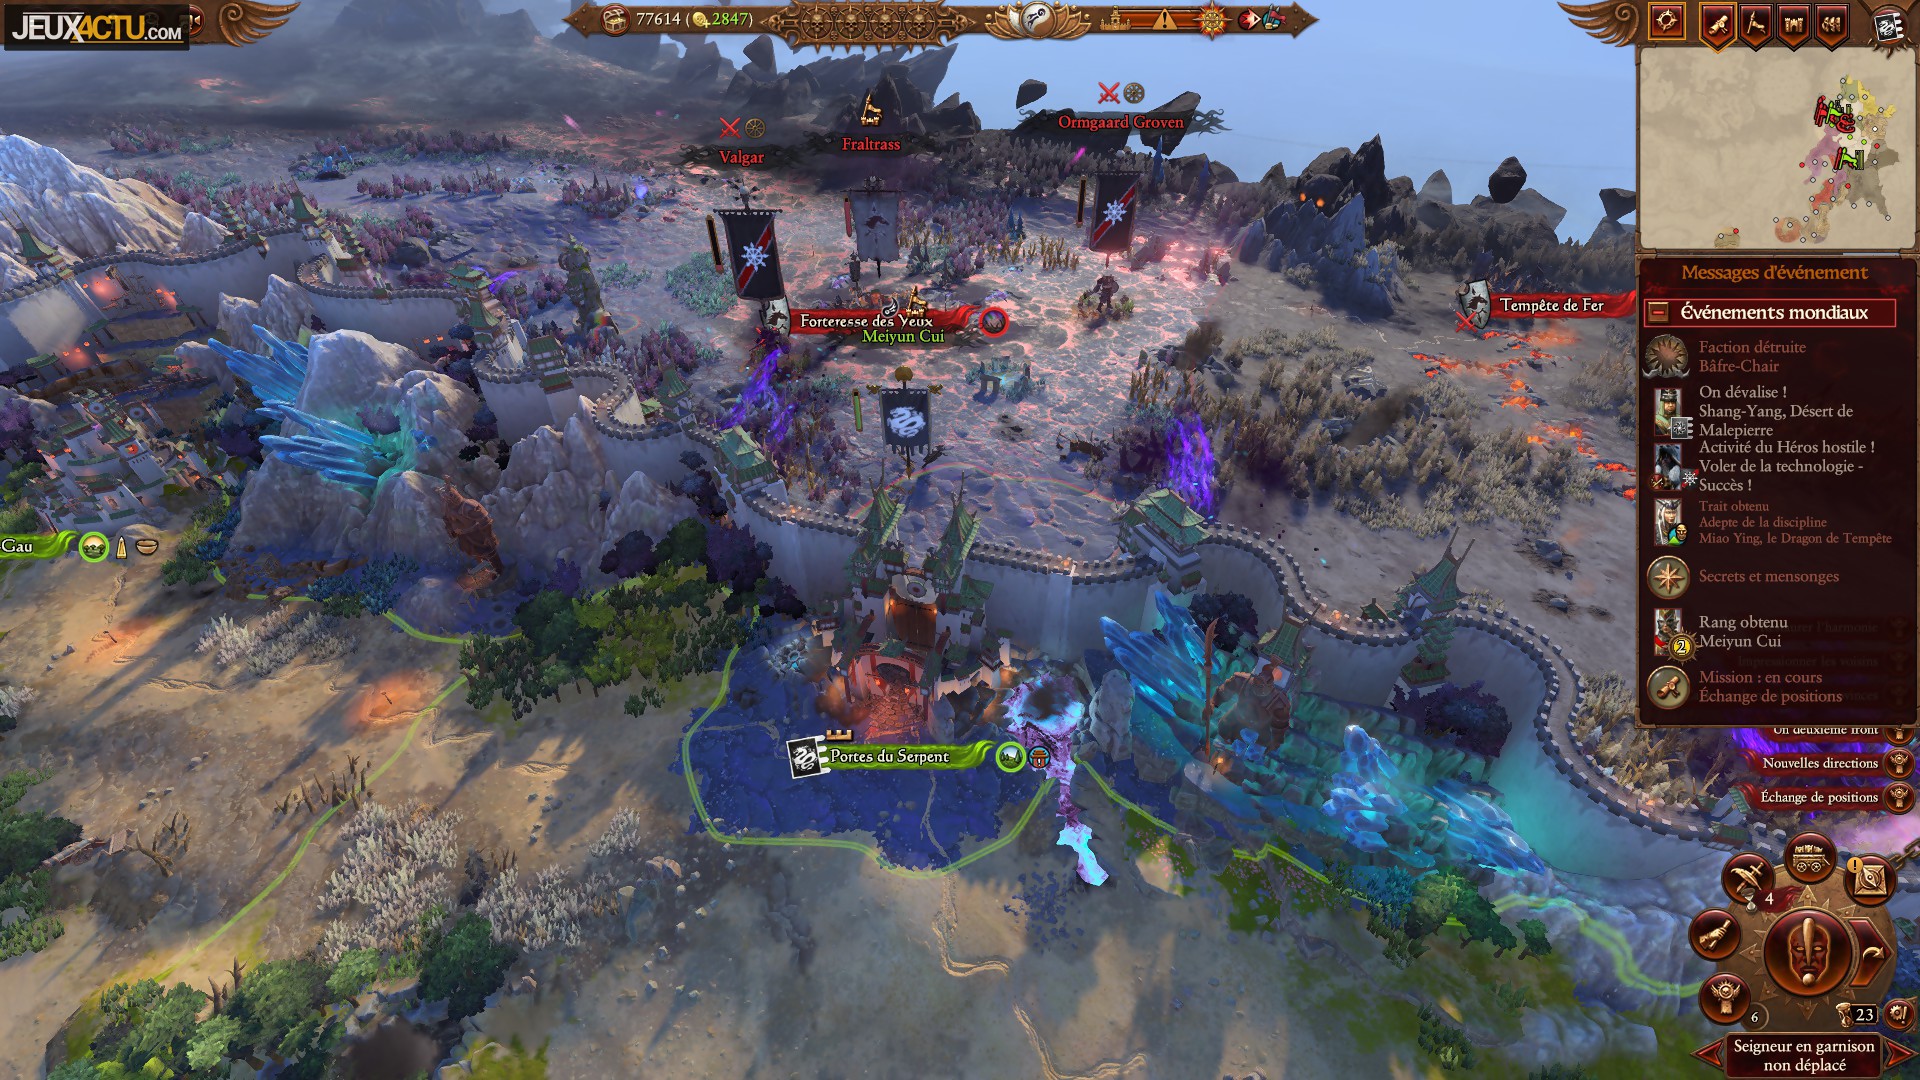 JEUXACTU.COM
77614 ( 2847)
Ormgaard Groven
Valgar
Fraltrass
Forteresse des Yeux
Meiyun Cui
Tempête de Fer
Gau
Portes du Serpent
Messages d'événement
Événements mondiaux
Faction détruite
Bâfre-Chair
On dévalise !
Shang-Yang, Désert de
Malepierre
Activité du Héros hostile !
Voler de la technologie -
Succès !
Trait obtenu
Adepte de la discipline
Miao Ying, le Dragon de Tempête
Secrets et mensonges
Rang obtenu
Meiyun Cui
2
Mission : en cours
Échange de positions
Un deuxième front
Nouvelles directions
Échange de positions
4
6
23
Seigneur en garnison
non déplacé